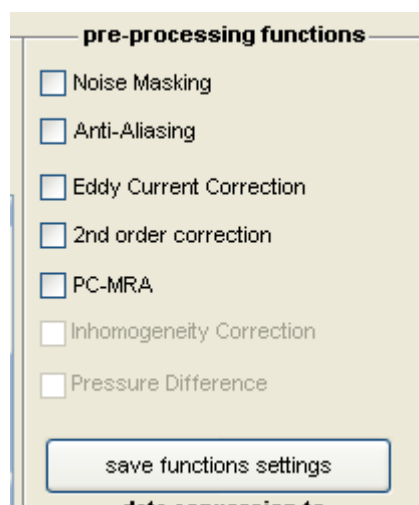 pre-processing functions
Noise Masking
Anti-Aliasing
Eddy Current Correction
2nd order correction
PC-MRA
Inhomogeneity Correction
Pressure Difference
save functions settings